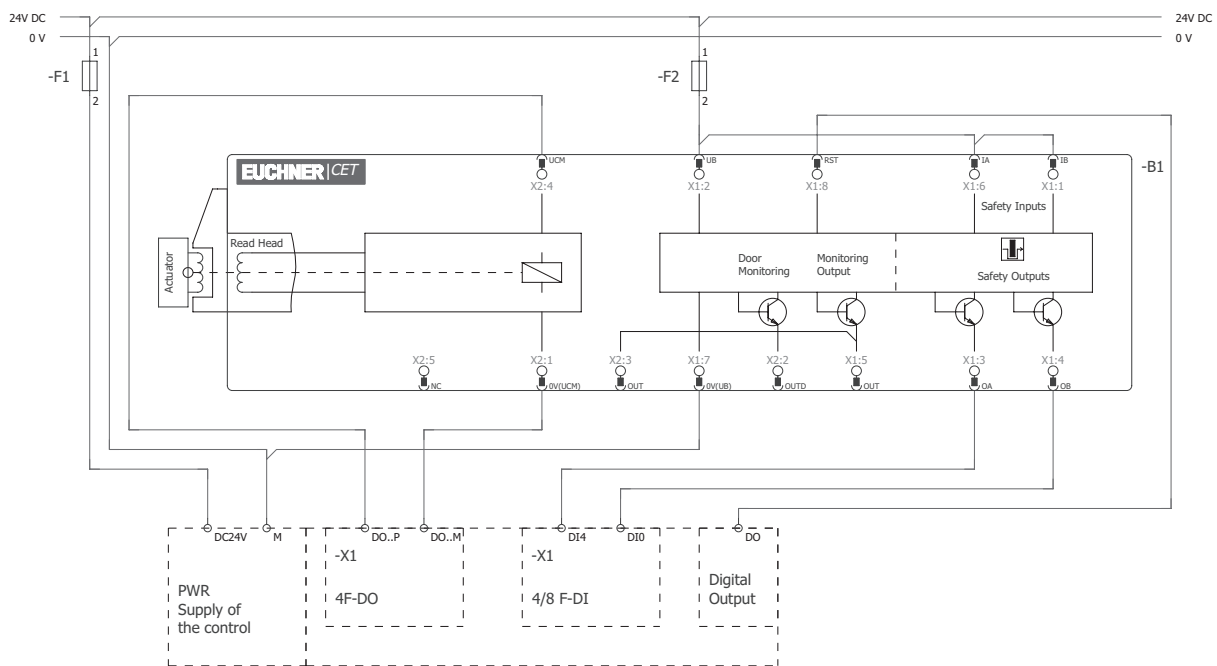 24V DC
24V DC
0 V
0 V
1
1
-F1
-F2
2
2
EUCHNER CET
UCM
UB
RST
IA
IB
-B1
X2:4
X1:2
X1:8
X1:6
X1:1
Safety Inputs
Read Head
Actuator
Door
Monitoring
Monitoring
Output
Safety Outputs
X2:5
X2:1
X2:3
X1:7
X2:2
X1:5
X1:3
X1:4
NC
0V(UCM)
OUT
0V(UB)
OUTD
OUT
OA
OB
DC24V
M
DO..P
DO..M
DI4
DI0
DO
-X1
-X1
PWR
Supply of
the control
4F-DO
4/8 F-DI
Digital
Output